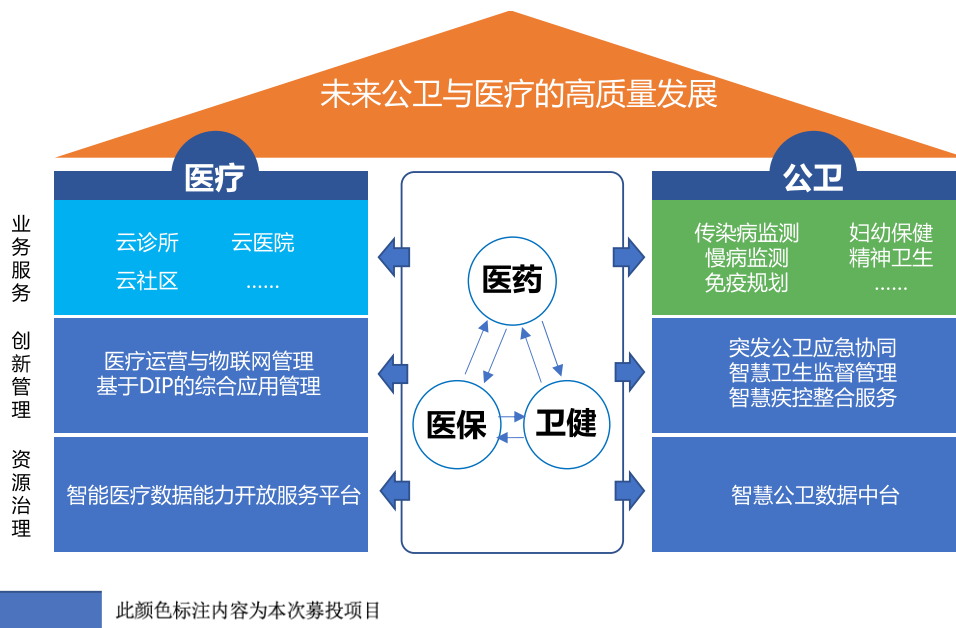 未来公卫与医疗的高质量发展
医疗
公卫
业务服务
云诊所 云医院
云社区 ......
医药
传染病监测 妇幼保健
慢病监测 精神卫生
免疫规划 ......
创新管理
医疗运营与物联网管理
基于DIP的综合应用管理
医保
卫健
突发公卫应急协同
智慧卫生监督管理
智慧疾控整合服务
资源治理
智能医疗数据能力开放服务平台
智慧公卫数据中台
此颜色标注内容为本次募投项目